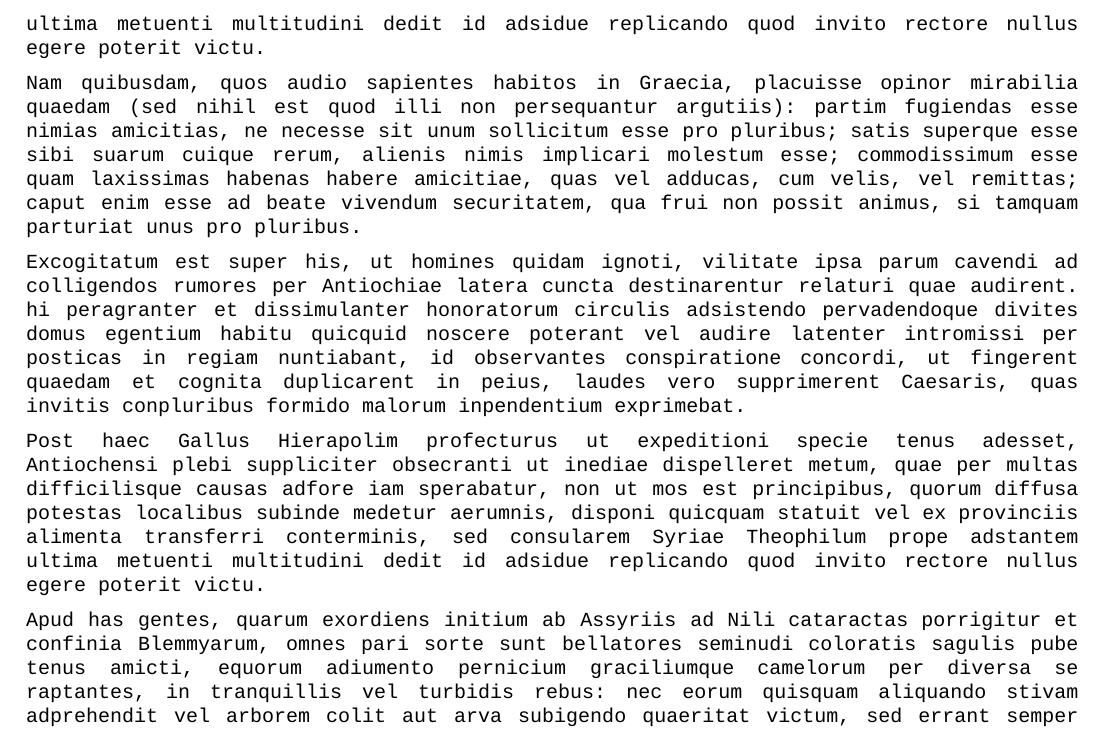 ultima metuenti multitudini dedit id adsidue replicando quod invito rectore nullus
egere poterit victu.
Nam quibusdam, quos audio sapientes habitos in Graecia, placuisse opinor mirabilia
quaedam (sed nihil est quod illi non persequantur argutiis): partim fugiendas esse
nimias amicitias, ne necesse sit unum sollicitum esse pro pluribus; satis superque esse
sibi suarum cuique rerum, alienis nimis implicari molestum esse; commodissimum esse
quam laxissimas habenas habere amicitiae, quas vel adducas, cum velis, vel remittas;
caput enim esse ad beate vivendum securitatem, qua frui non possit animus, si tamquam
parturiat unus pro pluribus.
Excogitatum est super his, ut homines quidam ignoti, vilitate ipsa parum cavendi ad
colligendos rumores per Antiochiae latera cuncta destinarentur relaturi quae audirent.
hi peragranter et dissimulanter honoratorum circulis adsistendo pervadendoque divites
domus egentium habitu quicquid noscere poterant vel audire latenter intromissi per
posticas in regiam nuntiabant, id observantes conspiratione concordi, ut fingerent
quaedam et cognita duplicarent in peius, laudes vero supprimerent Caesaris, quas
invitis conpluribus formido malorum inpendentium exprimebat.
Post haec Gallus Hierapolim profecturus ut expeditioni specie tenus adesset,
Antiochensi plebi suppliciter obsecranti ut inediae dispelleret metum, quae per multas
difficilisque causas adfore iam sperabatur, non ut mos est principibus, quorum diffusa
potestas localibus subinde medetur aerumnis, disponi quicquam statuit vel ex provinciis
alimenta transferri conterminis, sed consularem Syriae Theophilum prope adstantem
ultima metuenti multitudini dedit id adsidue replicando quod invito rectore nullus
egere poterit victu.
Apud has gentes, quarum exordiens initium ab Assyriis ad Nili cataractas porrigitur et
confinia Blemmyarum, omnes pari sorte sunt bellatores seminudi coloratis sagulis pube
tenus amicti, equorum adiumento pernicium graciliumque camelorum per diversa se
raptantes, in tranquillis vel turbidis rebus: nec eorum quisquam aliquando stivam
adprehendit vel arborem colit aut arva subigendo quaeritat victum, sed errant semper